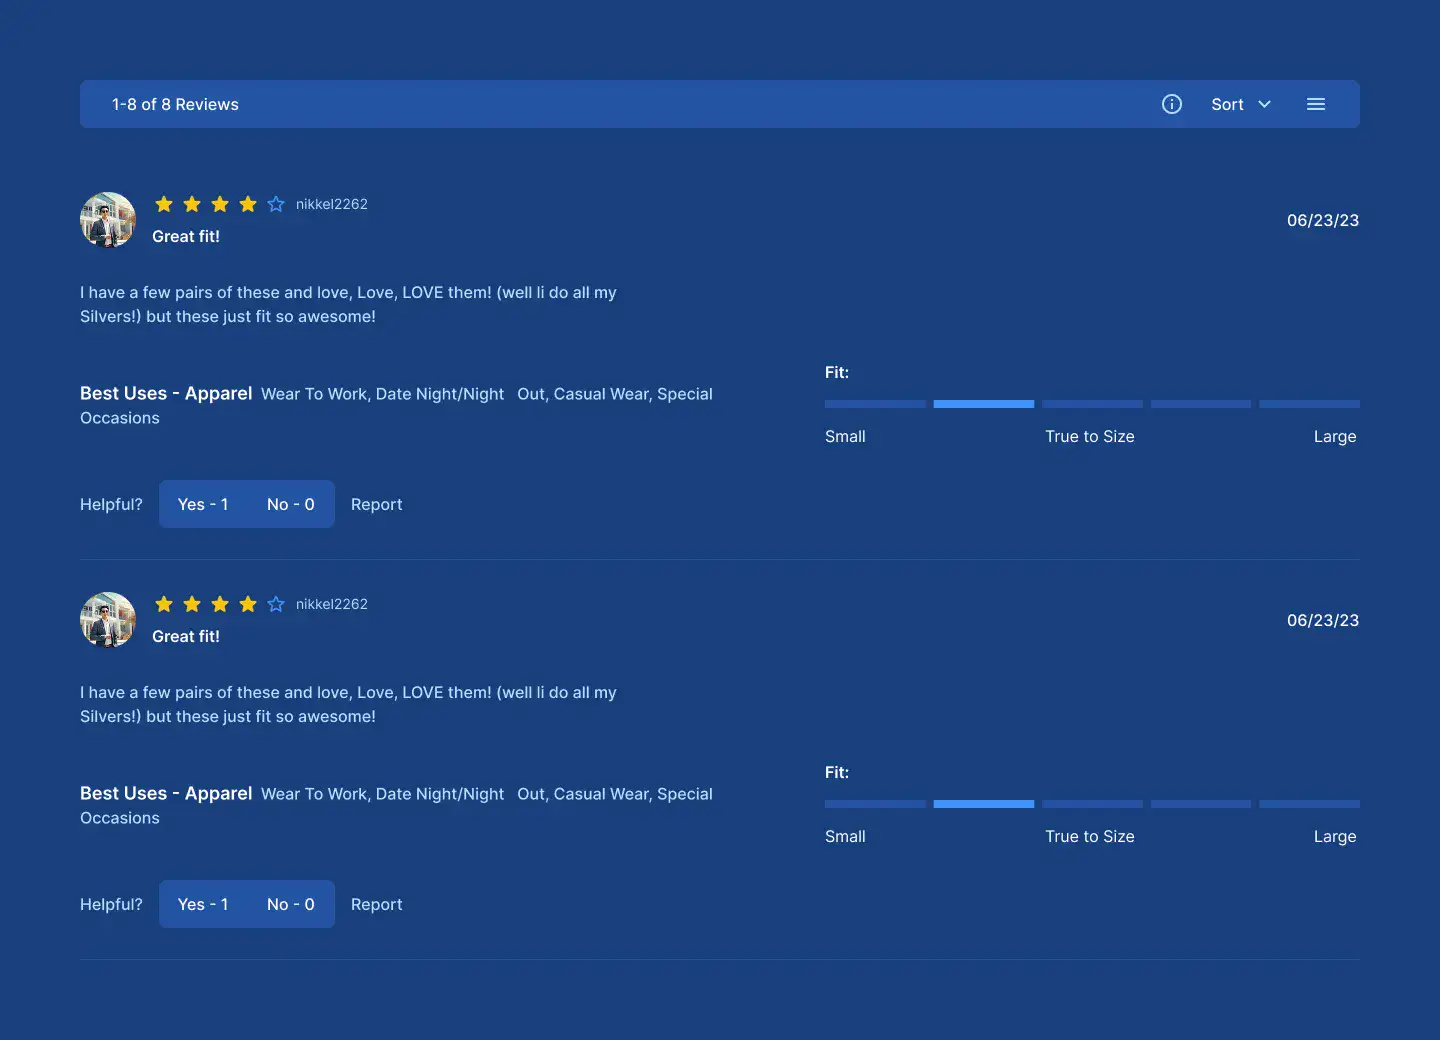 1-8 of 8 Reviews Sort
nikkel2262
Great fit!
06/23/23
I have a few pairs of these and love, Love, LOVE them! (well li do all my
Silvers!) but these just fit so awesome!
Best Uses - Apparel Wear To Work, Date Night/Night Out, Casual Wear, Special
Occasions
Fit:
Small True to Size Large
Helpful? Yes - 1 No - 0 Report
nikkel2262
Great fit!
06/23/23
I have a few pairs of these and love, Love, LOVE them! (well li do all my
Silvers!) but these just fit so awesome!
Best Uses - Apparel Wear To Work, Date Night/Night Out, Casual Wear, Special
Occasions
Fit:
Small True to Size Large
Helpful? Yes - 1 No - 0 Report